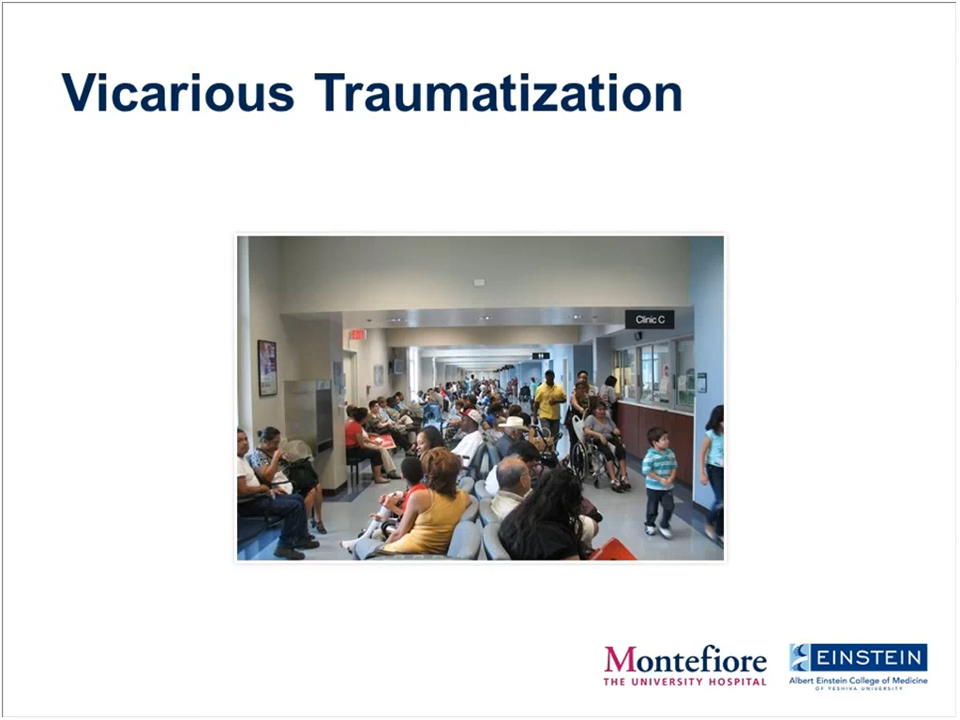 Vicarious Traumatization
EXIT
Clinic C
Montefiore
THE UNIVERSITY HOSPITAL
EINSTEIN
Albert Einstein College of Medicine
OF YESHIVA UNIVERSITY